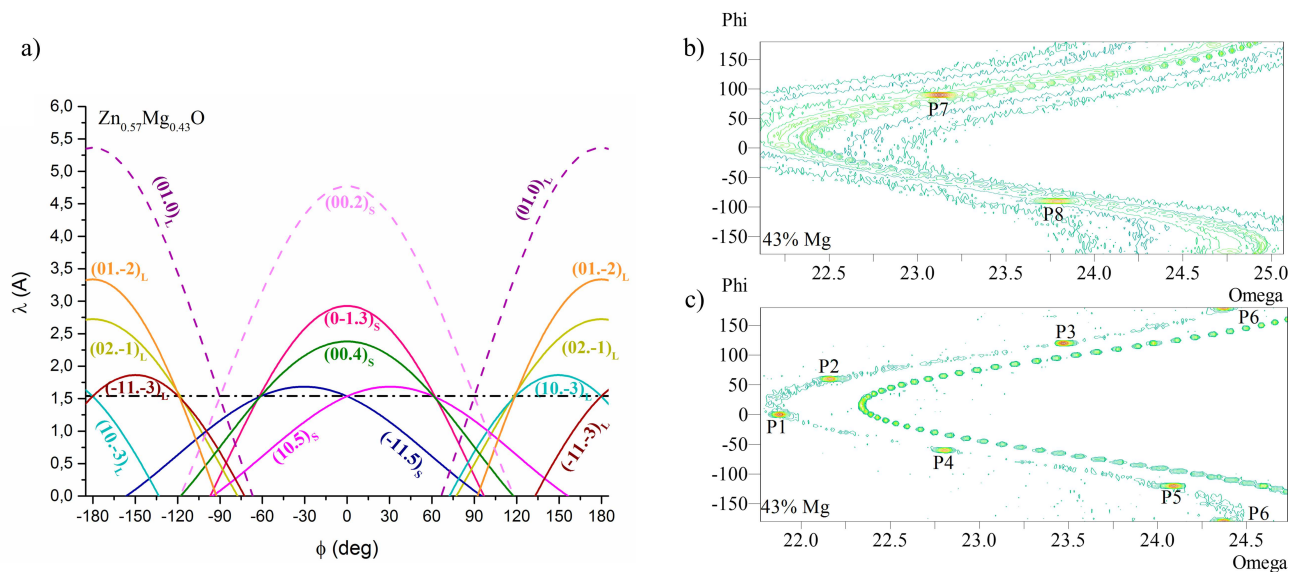 a)
Zn0.57Mg0.43O
6,0
5,5
5,0
4,5
4,0
3,5
3,0
2,5
2,0
1,5
1,0
0,5
0,0
λ (A)
-180 -150 -120 -90 -60 -30 0 30 60 90 120 150 180
ϕ (deg)
(01.0)L
(00.2)S
(01.0)L
(01.-2)L
(01.-2)L
(0-1.3)S
(02.-1)L
(00.4)S
(02.-1)L
(-11.-3)L
(10.-3)L
(10.-3)L
(10.5)S
(-11.5)S
(-11.-3)L
b)
Phi
150
100
50
0
-50
-100
-150
P7
P8
43% Mg
22.5 23.0 23.5 24.0 24.5 25.0
Omega
c)
Phi
150
100
50
0
-50
-100
-150
P6
P3
P2
P1
P4
P5
P6
43% Mg
22.0 22.5 23.0 23.5 24.0 24.5
Omega